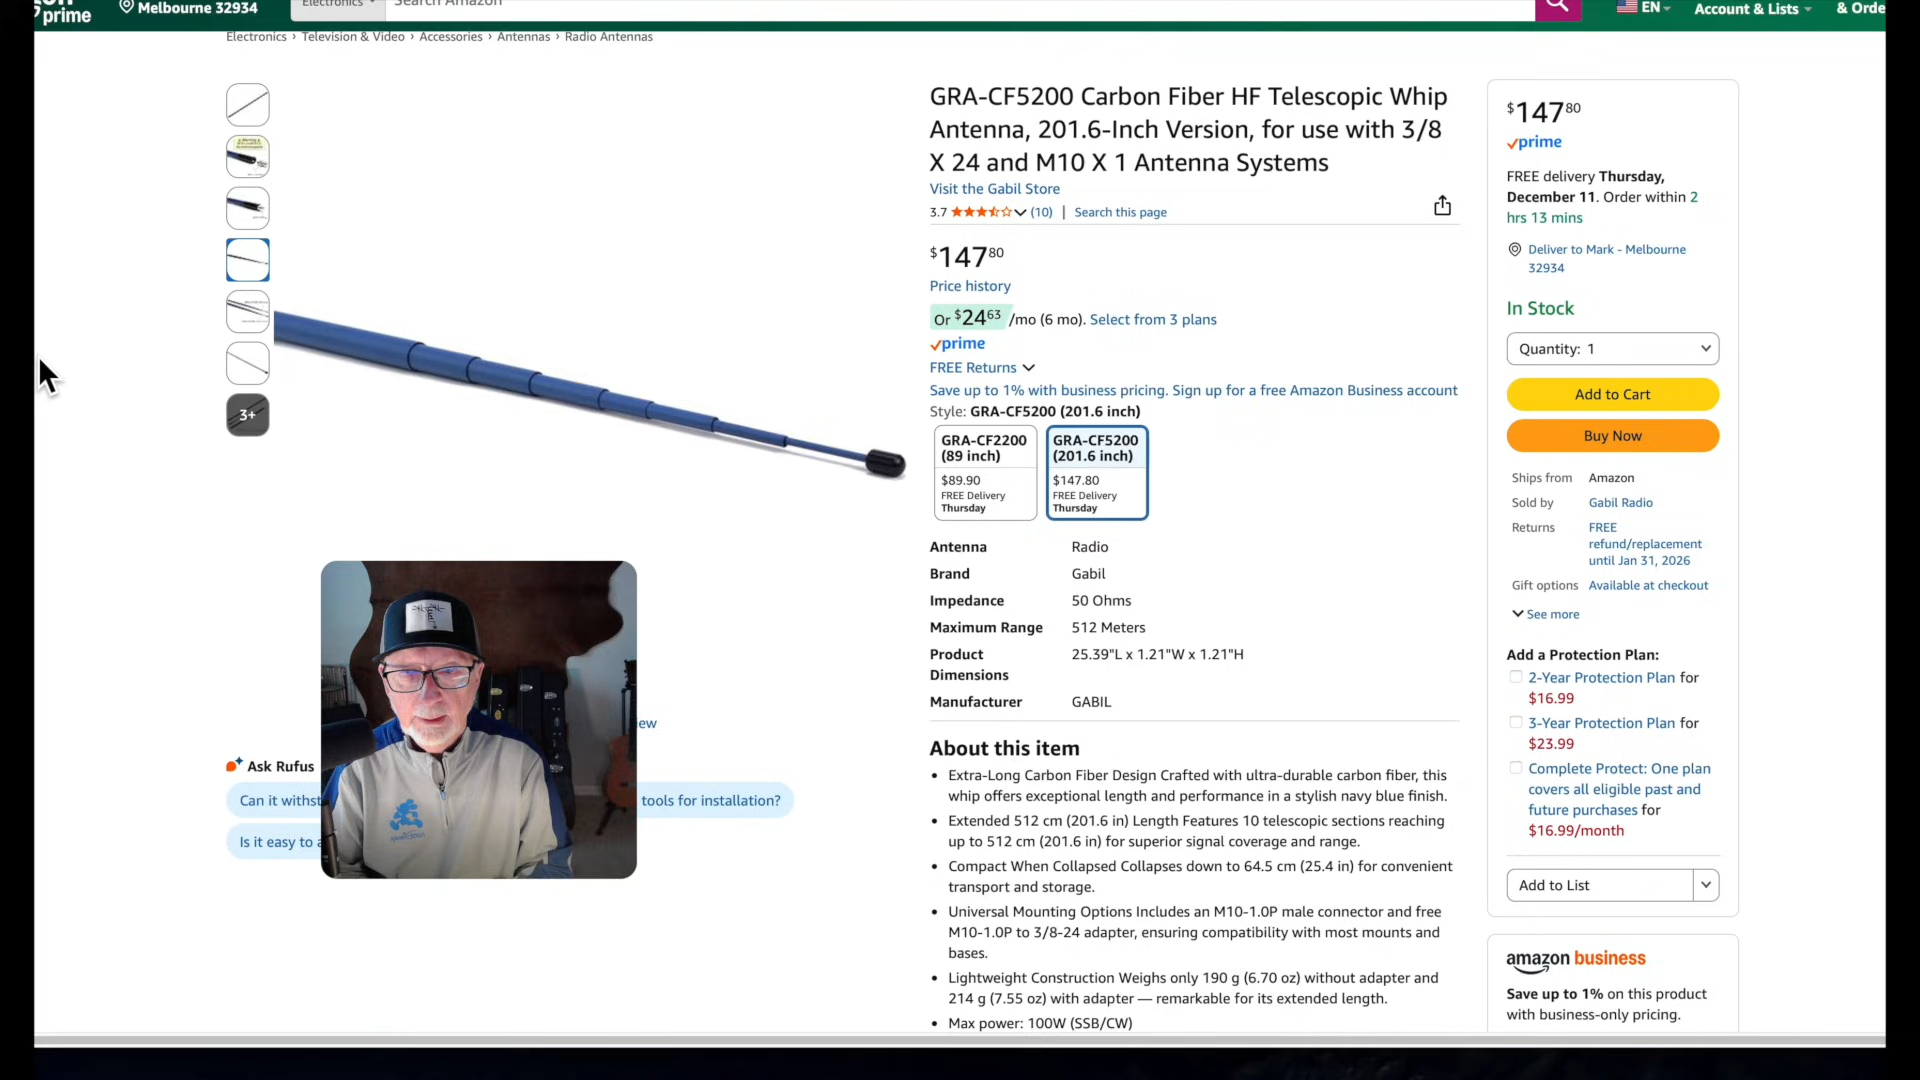 prime
Melbourne 32934
Electronics
Search Amazon
EN
Account & Lists
& Orde
Electronics › Television & Video › Accessories › Antennas › Radio Antennas
3+
GRA-CF5200 Carbon Fiber HF Telescopic Whip
Antenna, 201.6-Inch Version, for use with 3/8
X 24 and M10 X 1 Antenna Systems
Visit the Gabil Store
3.7 (10) | Search this page
$147 80
Price history
Or $24 63 /mo (6 mo). Select from 3 plans
prime
FREE Returns
Save up to 1% with business pricing. Sign up for a free Amazon Business account
Style: GRA-CF5200 (201.6 inch)
GRA-CF2200
(89 inch)
$89.90
FREE Delivery
Thursday
GRA-CF5200
(201.6 inch)
$147.80
FREE Delivery
Thursday
Antenna Radio
Brand Gabil
Impedance 50 Ohms
Maximum Range 512 Meters
Product 25.39"L x 1.21"W x 1.21"H
Dimensions
Manufacturer GABIL
About this item
• Extra-Long Carbon Fiber Design Crafted with ultra-durable carbon fiber, this
whip offers exceptional length and performance in a stylish navy blue finish.
• Extended 512 cm (201.6 in) Length Features 10 telescopic sections reaching
up to 512 cm (201.6 in) for superior signal coverage and range.
• Compact When Collapsed Collapses down to 64.5 cm (25.4 in) for convenient
transport and storage.
• Universal Mounting Options Includes an M10-1.0P male connector and free
M10-1.0P to 3/8-24 adapter, ensuring compatibility with most mounts and
bases.
• Lightweight Construction Weighs only 190 g (6.70 oz) without adapter and
214 g (7.55 oz) with adapter — remarkable for its extended length.
• Max power: 100W (SSB/CW)
ew
Ask Rufus
Can it withst
tools for installation?
Is it easy to a
$147 80
prime
FREE delivery Thursday,
December 11. Order within 2
hrs 13 mins
Deliver to Mark - Melbourne
32934
In Stock
Quantity: 1
Add to Cart
Buy Now
Ships from Amazon
Sold by Gabil Radio
Returns FREE
refund/replacement
until Jan 31, 2026
Gift options Available at checkout
See more
Add a Protection Plan:
2-Year Protection Plan for
$16.99
3-Year Protection Plan for
$23.99
Complete Protect: One plan
covers all eligible past and
future purchases for
$16.99/month
Add to List
amazon business
Save up to 1% on this product
with business-only pricing.